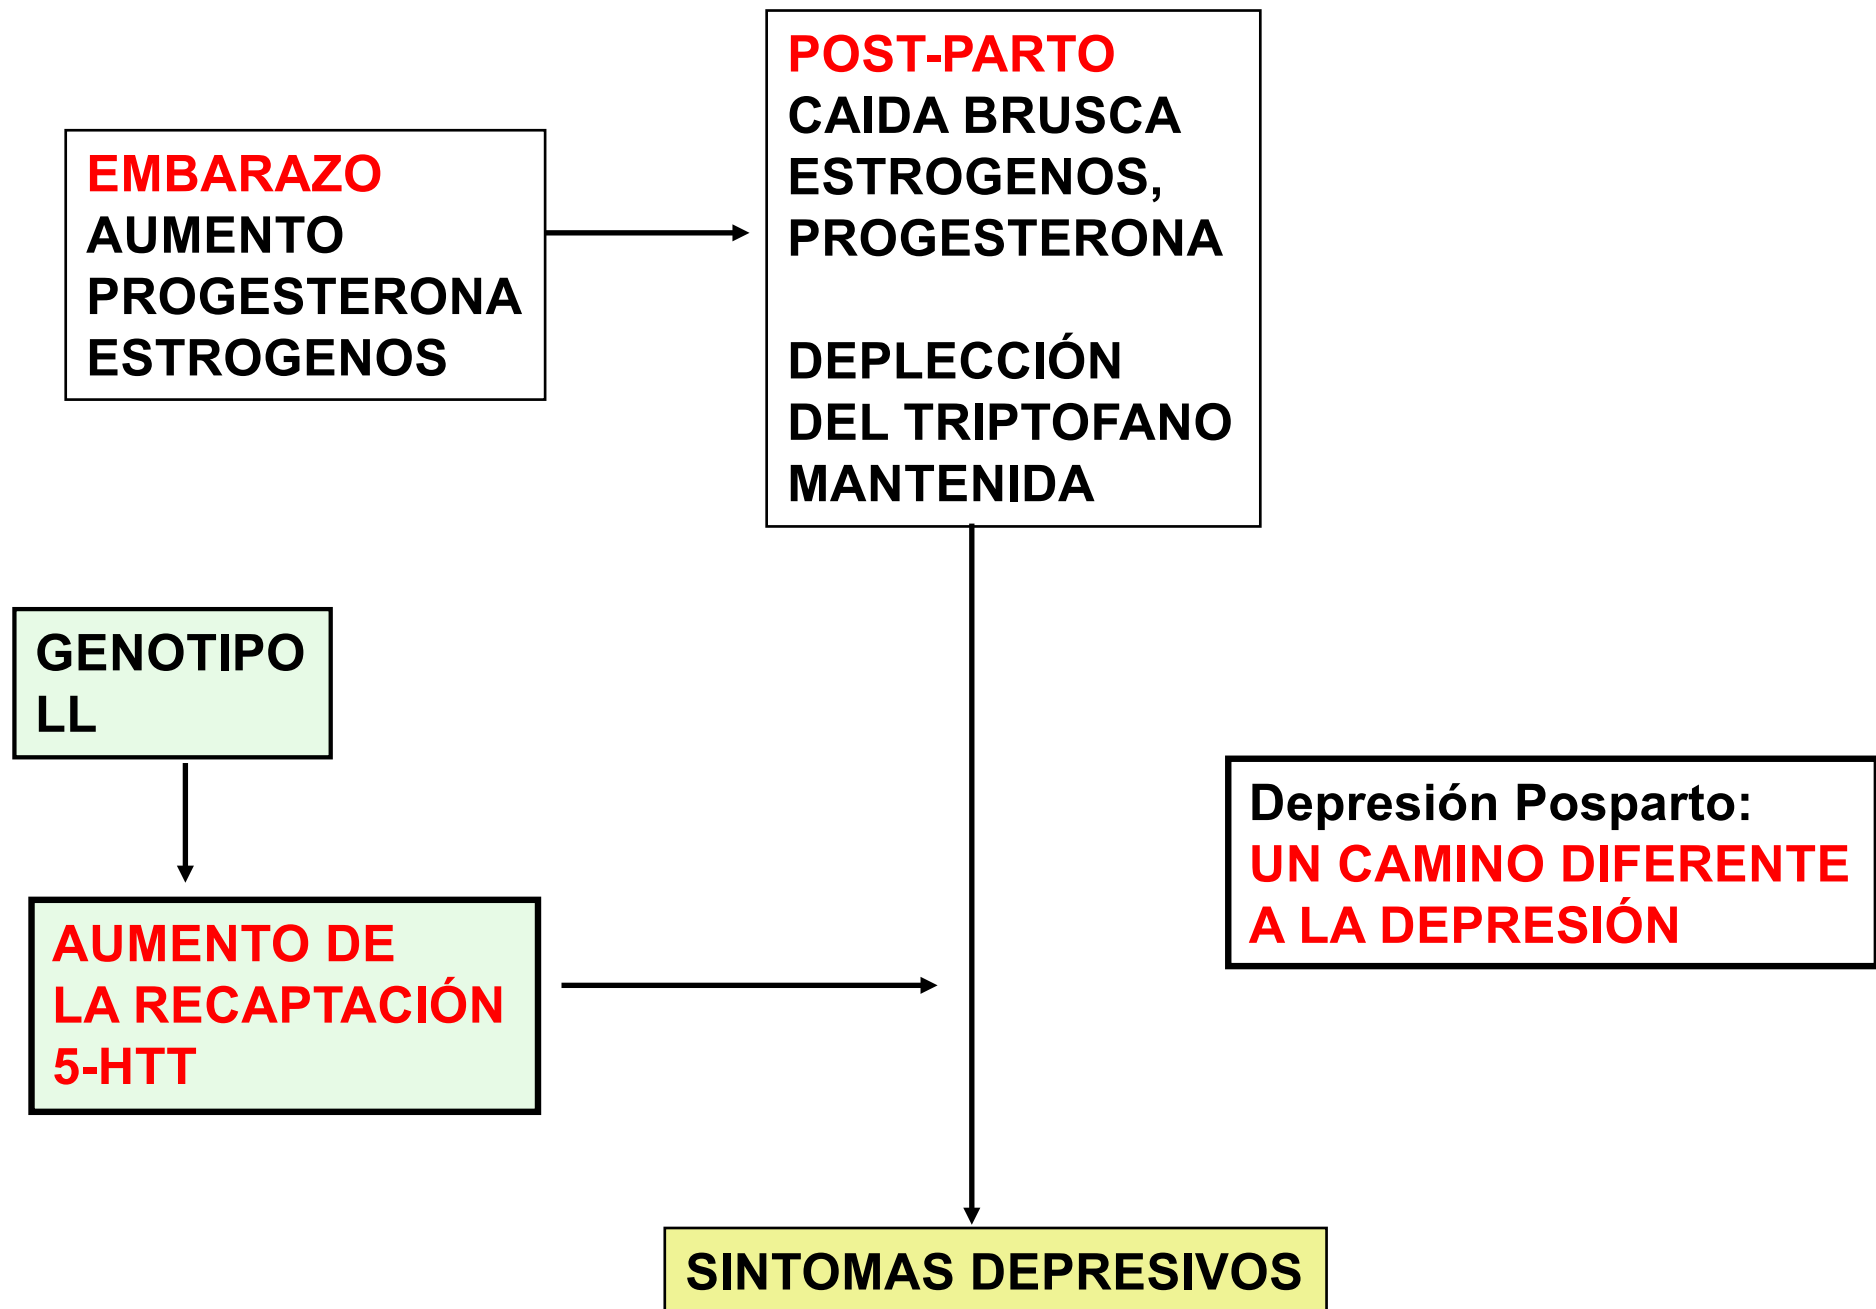 POST-PARTO
CAIDA BRUSCA
ESTROGENOS,
PROGESTERONA
DEPLECCIÓN
DEL TRIPTOFANO
MANTENIDA
EMBARAZO
AUMENTO
PROGESTERONA
ESTROGENOS
GENOTIPO
LL
AUMENTO DE
LA RECAPTACIÓN
5-HTT
Depresión Posparto:
UN CAMINO DIFERENTE
A LA DEPRESIÓN
SINTOMAS DEPRESIVOS